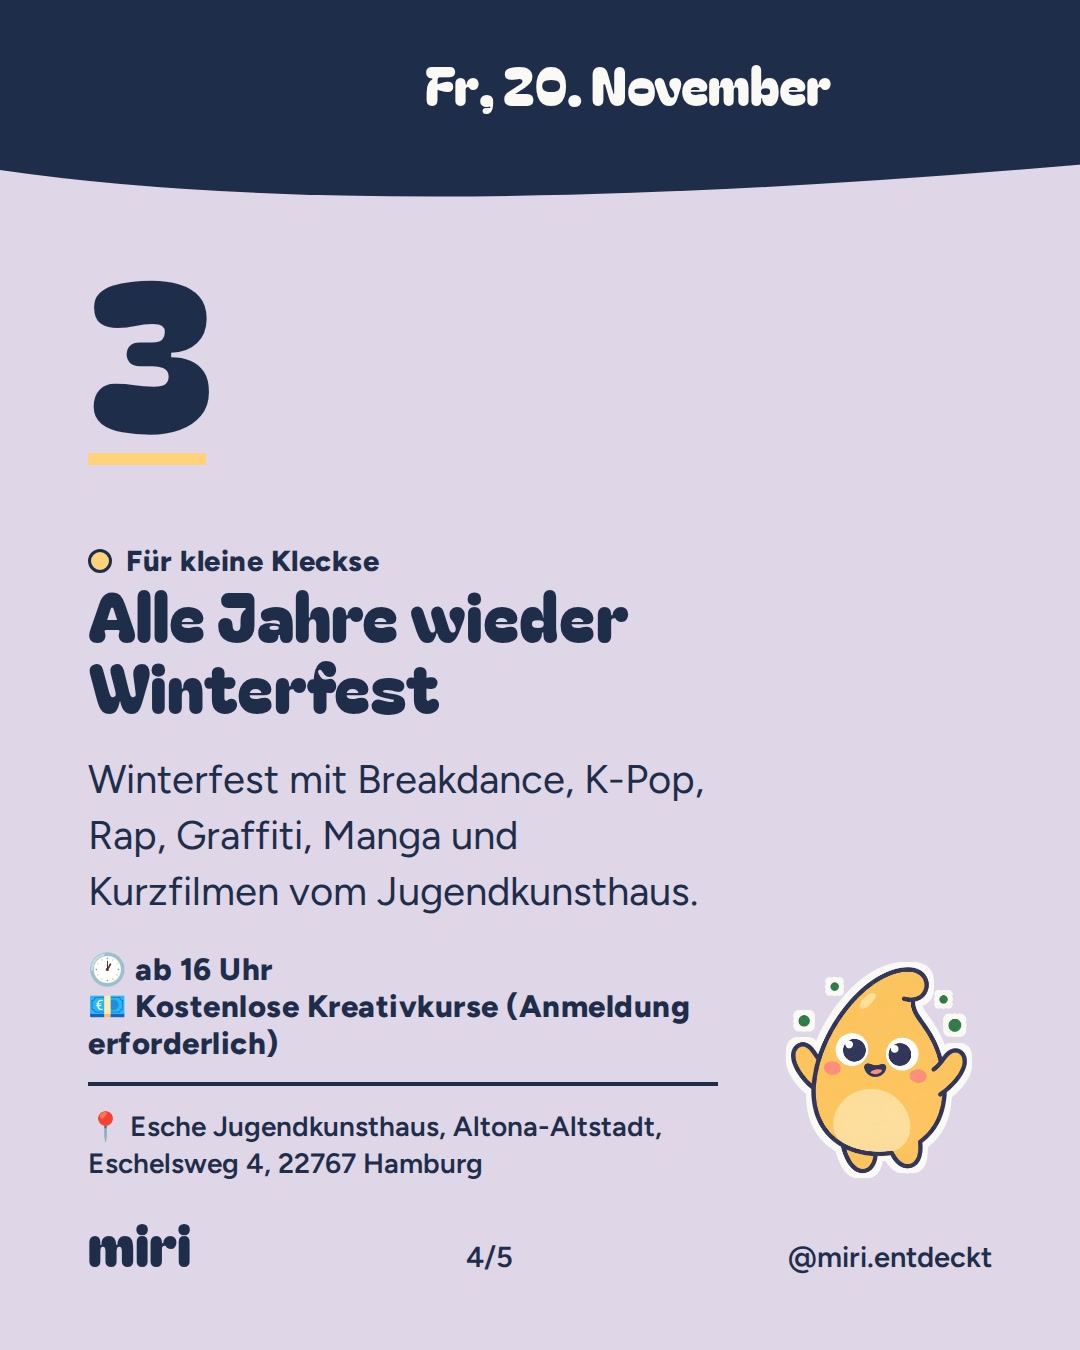 Fr, 20. November
3
Für kleine Kleckse
Alle Jahre wieder
Winterfest
Winterfest mit Breakdance, K-Pop,
Rap, Graffiti, Manga und
Kurzfilmen vom Jugendkunsthaus.
🕐 ab 16 Uhr
💶 Kostenlose Kreativkurse (Anmeldung
erforderlich)
📍 Esche Jugendkunsthaus, Altona-Altstadt,
Eschelsweg 4, 22767 Hamburg
miri
4/5
@miri.entdeckt